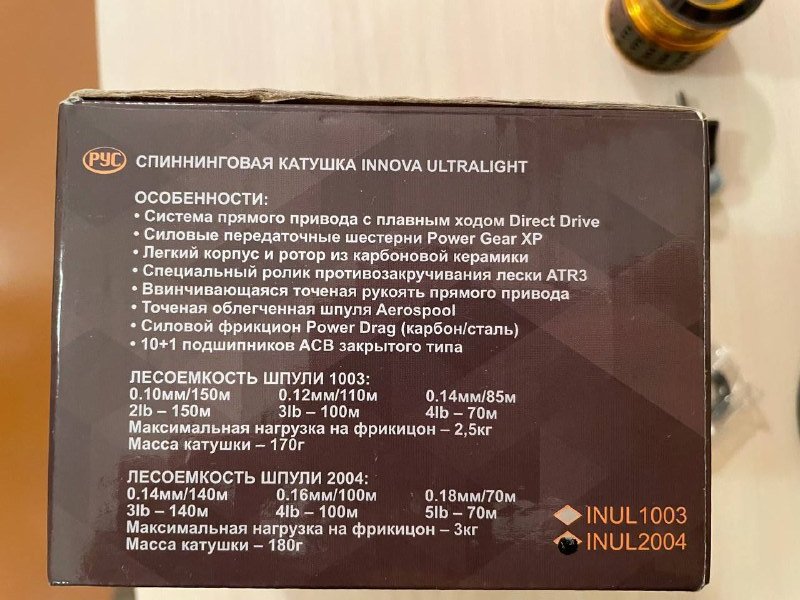 РУС СПИННИНГОВАЯ КАТУШКА INNOVA ULTRALIGHT
ОСОБЕННОСТИ:
• Система прямого привода с плавным ходом Direct Drive
• Силовые передаточные шестерни Power Gear XP
• Легкий корпус и ротор из карбоновой керамики
• Специальный ролик противозакручивания лески ATR3
• Ввинчивающаяся точеная рукоять прямого привода
• Точеная облегченная шпуля Aerospool
• Силовой фрикцион Power Drag (карбон/сталь)
• 10+1 подшипников ACB закрытого типа
ЛЕСОЕМКОСТЬ ШПУЛИ 1003:
0.10мм/150м 0.12мм/110м 0.14мм/85м
2lb – 150м 3lb – 100м 4lb – 70м
Максимальная нагрузка на фрикицон – 2,5кг
Масса катушки – 170г
ЛЕСОЕМКОСТЬ ШПУЛИ 2004:
0.14мм/140м 0.16мм/100м 0.18мм/70м
3lb – 140м 4lb – 100м 5lb – 70м
Максимальная нагрузка на фрикицон – 3кг
Масса катушки – 180г
INUL1003
INUL2004